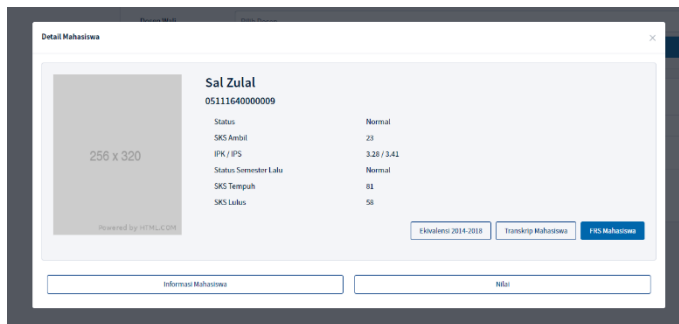 Detail Mahasiswa ×
Sal Zulal
05111640000009
Status Normal
SKS Ambil 23
256 x 320
IPK / IPS 3.28 / 3.41
Status Semester Lalu Normal
SKS Tempuh 81
SKS Lulus 58
Powered by HTML.COM
Ekivalensi 2014-2018 Transkrip Mahasiswa FRS Mahasiswa
Informasi Mahasiswa Nilai